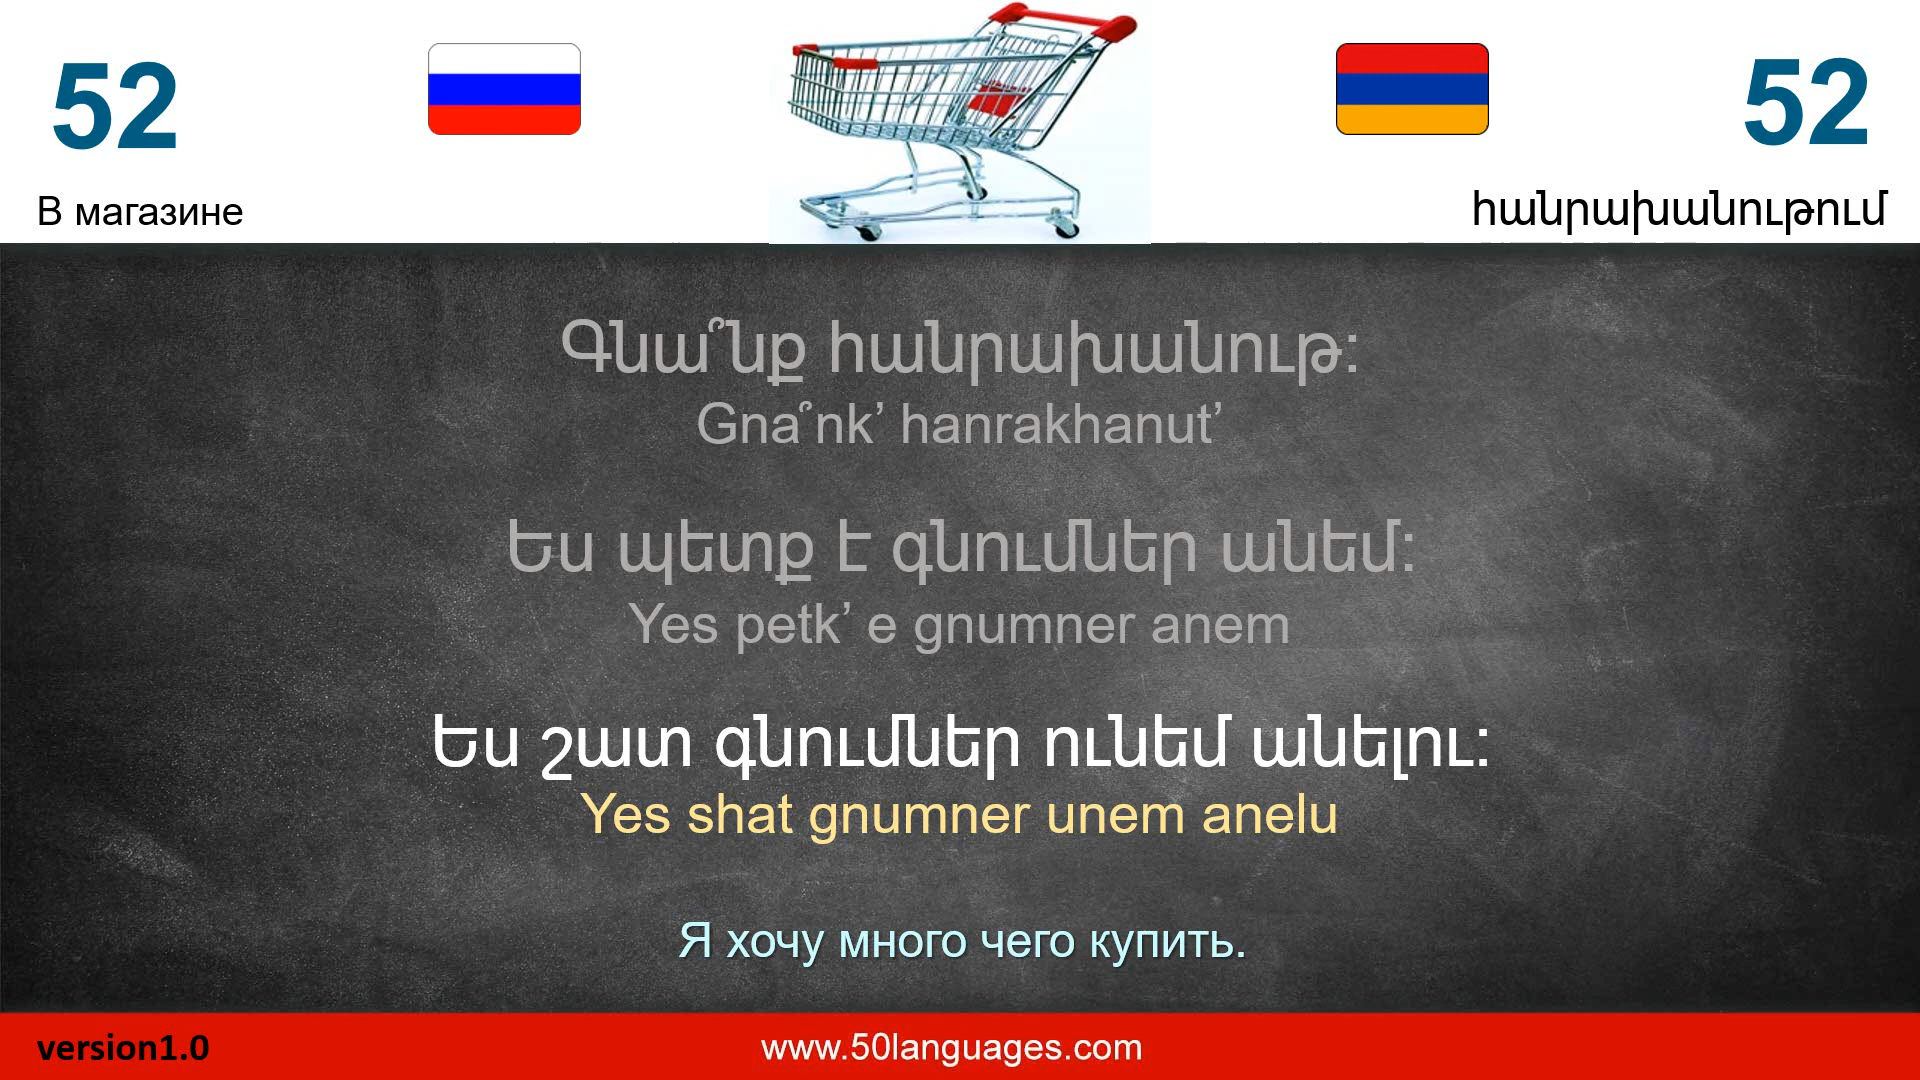 52
52
В магазине
հանրախանութում
Գնա՞նք հանրախանութ:
Gna՞nk’ hanrakhanut’
Ես պետք է գնումներ անեմ:
Yes petk’ e gnumner anem
Ես շատ գնումներ ունեմ անելու:
Yes shat gnumner unem anelu
Я хочу много чего купить.
version1.0
www.50languages.com